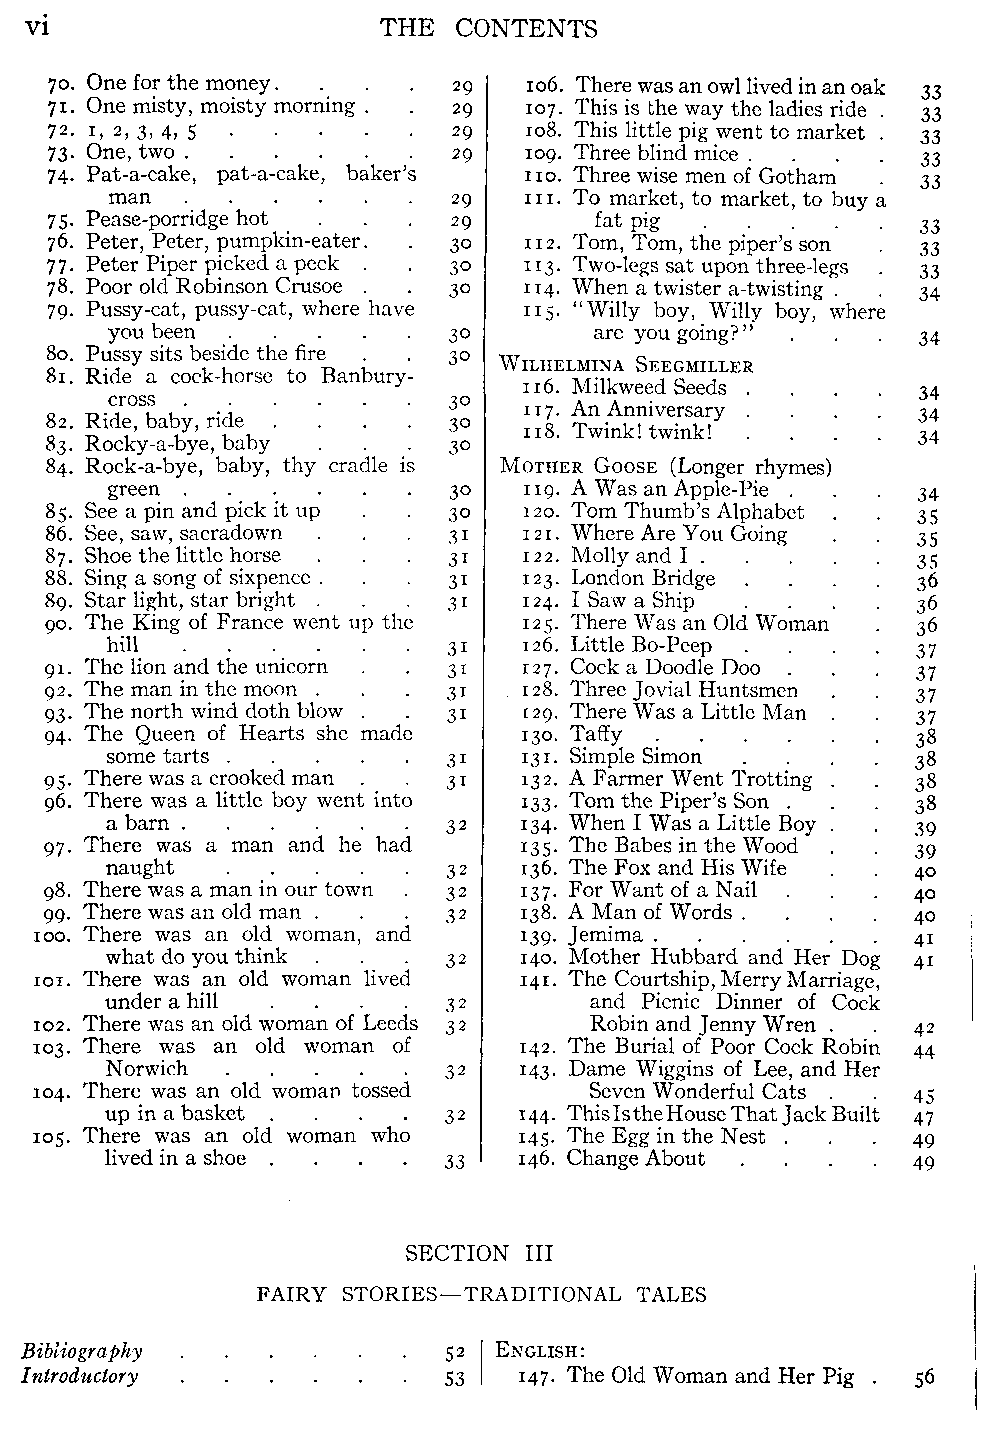 vi
THE CONTENTS
70. One for the money. . . . 29
71. One misty, moisty morning . . 29
72. 1, 2, 3, 4, 5 . . . . . 29
73. One, two . . . . . . 29
74. Pat-a-cake, pat-a-cake, baker's
man . . . . . . 29
75. Pease-porridge hot . . . 29
76. Peter, Peter, pumpkin-eater. . 30
77. Peter Piper picked a peck . . 30
78. Poor old Robinson Crusoe . . 30
79. Pussy-cat, pussy-cat, where have
you been . . . . . 30
80. Pussy sits beside the fire . . 30
81. Ride a cock-horse to Banbury-
cross . . . . . . 30
82. Ride, baby, ride . . . . 30
83. Rocky-a-bye, baby . . . 30
84. Rock-a-bye, baby, thy cradle is
green . . . . . . 30
85. See a pin and pick it up . . 30
86. See, saw, sacradown . . . 31
87. Shoe the little horse . . . 31
88. Sing a song of sixpence . . . 31
89. Star light, star bright . . . 31
90. The King of France went up the
hill . . . . . . 31
91. The lion and the unicorn . . 31
92. The man in the moon . . . 31
93. The north wind doth blow . . 31
94. The Queen of Hearts she made
some tarts . . . . . 31
95. There was a crooked man . . 31
96. There was a little boy went into
a barn . . . . . . 32
97. There was a man and he had
naught . . . . . 32
98. There was a man in our town . 32
99. There was an old man . . . 32
100. There was an old woman, and
what do you think . . . 32
101. There was an old woman lived
under a hill . . . . 32
102. There was an old woman of Leeds 32
103. There was an old woman of
Norwich . . . . . 32
104. There was an old woman tossed
up in a basket . . . . 32
105. There was an old woman who
lived in a shoe . . . . 33
106. There was an owl lived in an oak 33
107. This is the way the ladies ride . 33
108. This little pig went to market . 33
109. Three blind mice . . . . 33
110. Three wise men of Gotham . 33
111. To market, to market, to buy a
fat pig . . . . . 33
112. Tom, Tom, the piper's son . 33
113. Two-legs sat upon three-legs . 33
114. When a twister a-twisting . . 34
115. "Willy boy, Willy boy, where
are you going?" . . . 34
WILHELMINA SEEGMILLER
116. Milkweed Seeds . . . . 34
117. An Anniversary . . . . 34
118. Twink! twink! . . . . 34
MOTHER GOOSE (Longer rhymes)
119. A Was an Apple-Pie . . . 34
120. Tom Thumb's Alphabet . . 35
121. Where Are You Going . . 35
122. Molly and I . . . . . 35
123. London Bridge . . . . 36
124. I Saw a Ship . . . . 36
125. There Was an Old Woman . 36
126. Little Bo-Peep . . . . 37
127. Cock a Doodle Doo . . . 37
128. Three Jovial Huntsmen . . 37
129. There Was a Little Man . . 37
130. Taffy . . . . . . 38
131. Simple Simon . . . . 38
132. A Farmer Went Trotting . . 38
133. Tom the Piper's Son . . . 38
134. When I Was a Little Boy . . 39
135. The Babes in the Wood . . 39
136. The Fox and His Wife . . 40
137. For Want of a Nail . . . 40
138. A Man of Words . . . . 40
139. Jemima . . . . . . 41
140. Mother Hubbard and Her Dog 41
141. The Courtship, Merry Marriage,
and Picnic Dinner of Cock
Robin and Jenny Wren . . 42
142. The Burial of Poor Cock Robin 44
143. Dame Wiggins of Lee, and Her
Seven Wonderful Cats . . 45
144. This Is the House That Jack Built 47
145. The Egg in the Nest . . . 49
146. Change About . . . . 49
SECTION III
FAIRY STORIES—TRADITIONAL TALES
Bibliography . . . . . . 52
Introductory . . . . . . 53
ENGLISH:
147. The Old Woman and Her Pig . 56